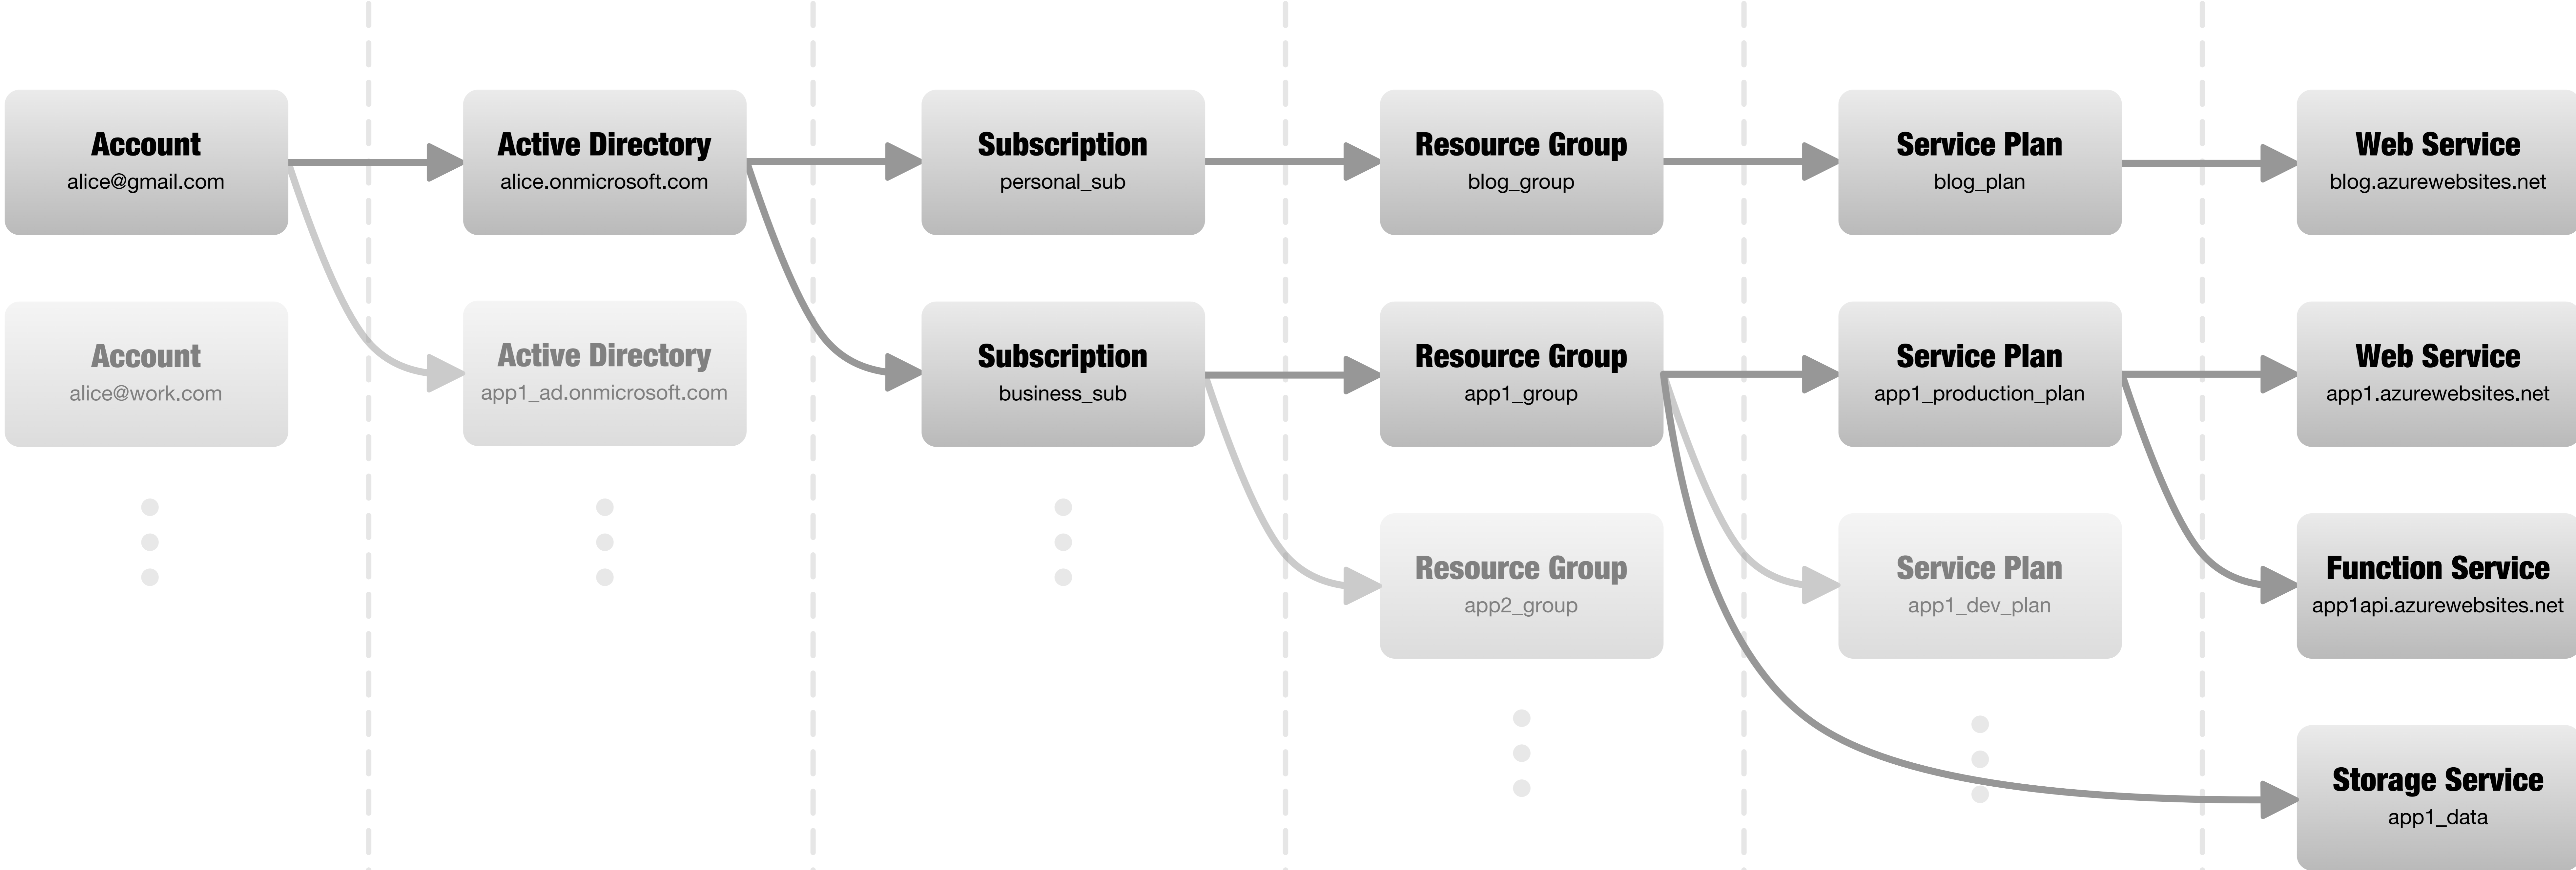 Account
alice@gmail.com
Active Directory
alice.onmicrosoft.com
Subscription
personal_sub
Resource Group
blog_group
Service Plan
blog_plan
Web Service
blog.azurewebsites.net
Account
alice@work.com
Active Directory
app1_ad.onmicrosoft.com
Subscription
business_sub
Resource Group
app1_group
Service Plan
app1_production_plan
Web Service
app1.azurewebsites.net
Resource Group
app2_group
Service Plan
app1_dev_plan
Function Service
app1api.azurewebsites.net
Storage Service
app1_data